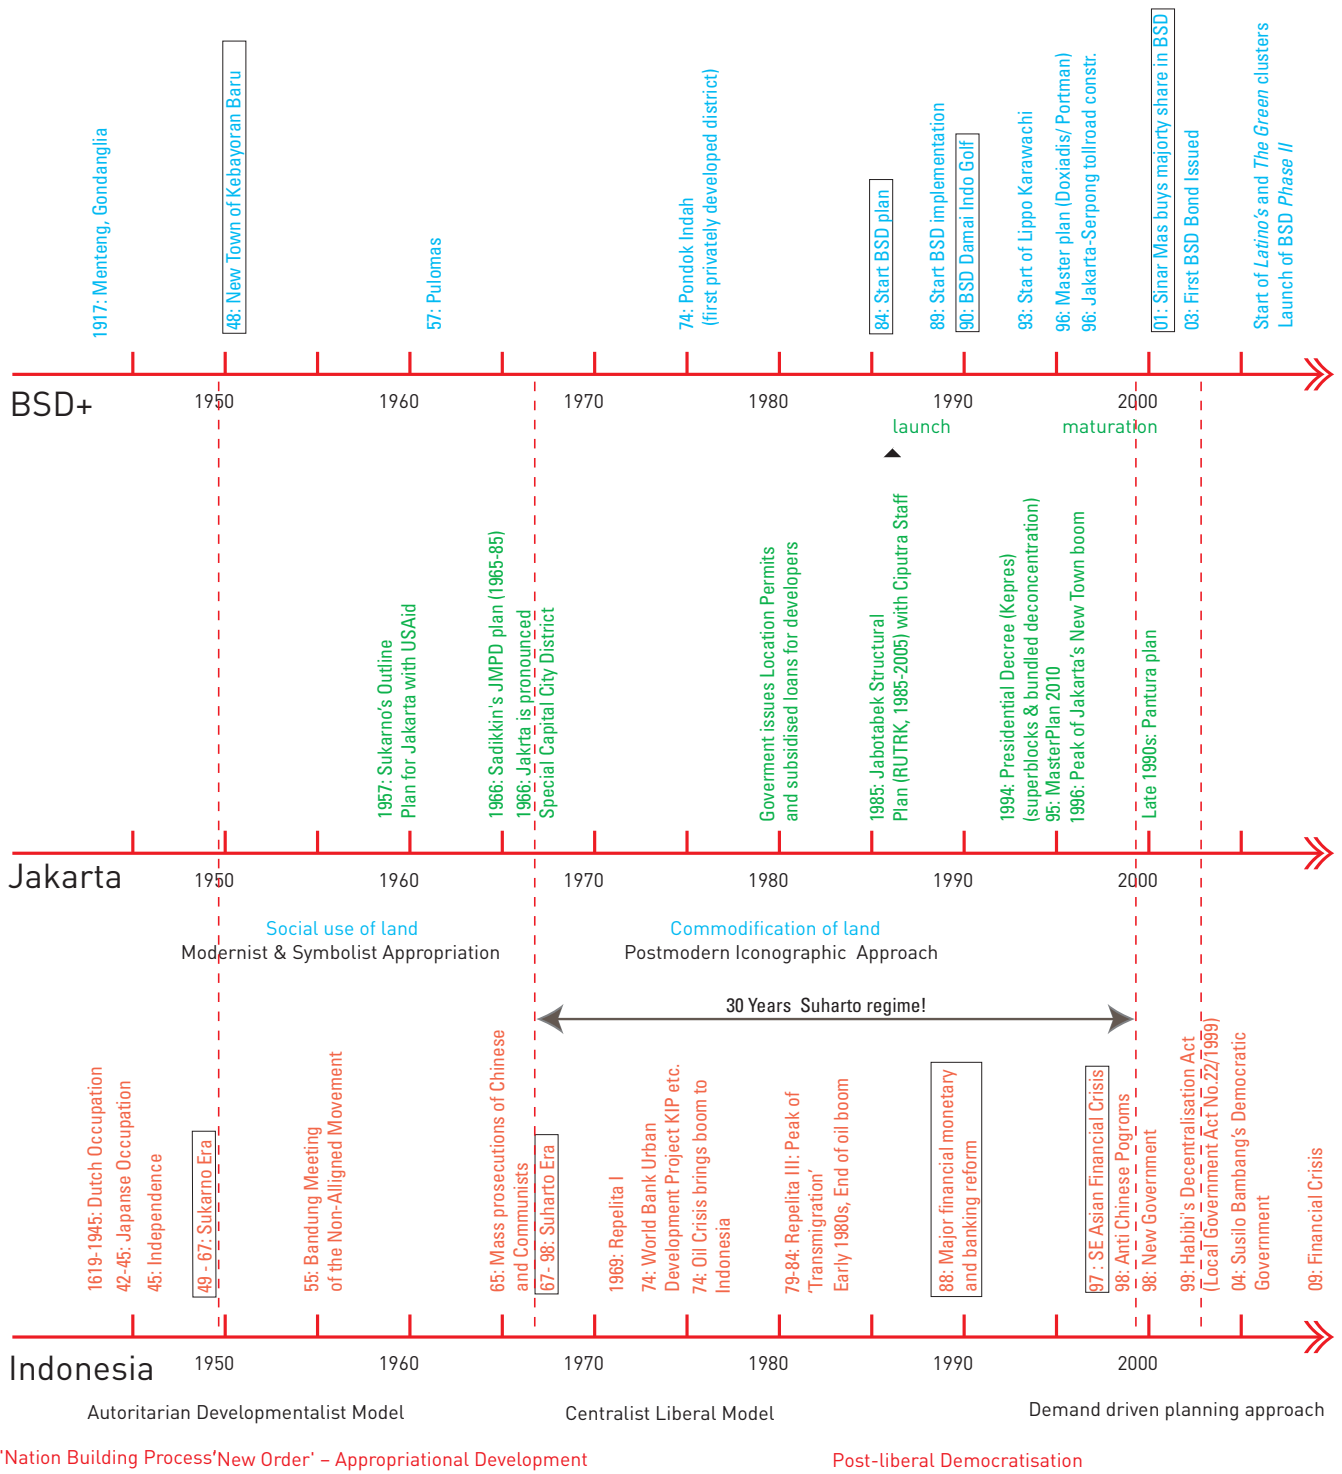 1917: Menteng, Gondanglia
48: New Town of Kebayoran Baru
57: Pulomas
74: Pondok Indah
(first privately developed district)
84: Start BSD plan
89: Start BSD implementation
90: BSD Damai Indo Golf
93: Start of Lippo Karawachi
96: Master plan (Doxiadis/ Portman)
96: Jakarta-Serpong tollroad constr.
01: Sinar Mas buys majorty share in BSD
03: First BSD Bond Issued
Start of Latino's and The Green clusters
Launch of BSD Phase II
BSD+
1950
1960
1970
1980
1990
2000
launch
maturation
1957: Sukarno's Outline
Plan for Jakarta with USAid
1966: Sadikkin's JMPD plan (1965-85)
1966: Jakrta is pronounced
Special Capital City District
Goverment issues Location Permits
and subsidised loans for developers
1985: Jabotabek Structural
Plan (RUTRK, 1985-2005) with Ciputra Staff
1994: Presidential Decree (Kepres)
(superblocks & bundled deconcentration)
95: MasterPlan 2010
1996: Peak of Jakarta's New Town boom
Late 1990s: Pantura plan
Jakarta
1950
1960
1970
1980
1990
2000
Social use of land
Modernist & Symbolist Appropriation
Commodification of land
Postmodern Iconographic Approach
30 Years Suharto regime!
1619-1945: Dutch Occupation
42-45: Japanse Occupation
45: Independence
49 - 67: Sukarno Era
55: Bandung Meeting
of the Non-Alligned Movement
65: Mass prosecutions of Chinese
and Communists
67 - 98: Suharto Era
1969: Repelita I
74: World Bank Urban
Development Project KIP etc.
74: Oil Crisis brings boom to
Indonesia
79-84: Repelita III: Peak of
'Transmigration'
Early 1980s, End of oil boom
88: Major financial monetary
and banking reform
97 : SE Asian Financial Crisis
98: Anti Chinese Pogroms
98: New Government
99: Habibi's Decentralisation Act
(Local Government Act No.22/1999)
04: Susilo Bambang's Democratic
Government
09: Financial Crisis
Indonesia
1950
1960
1970
1980
1990
2000
Autoritarian Developmentalist Model
Centralist Liberal Model
Demand driven planning approach
'Nation Building Process'
'New Order' – Appropriational Development
Post-liberal Democratisation